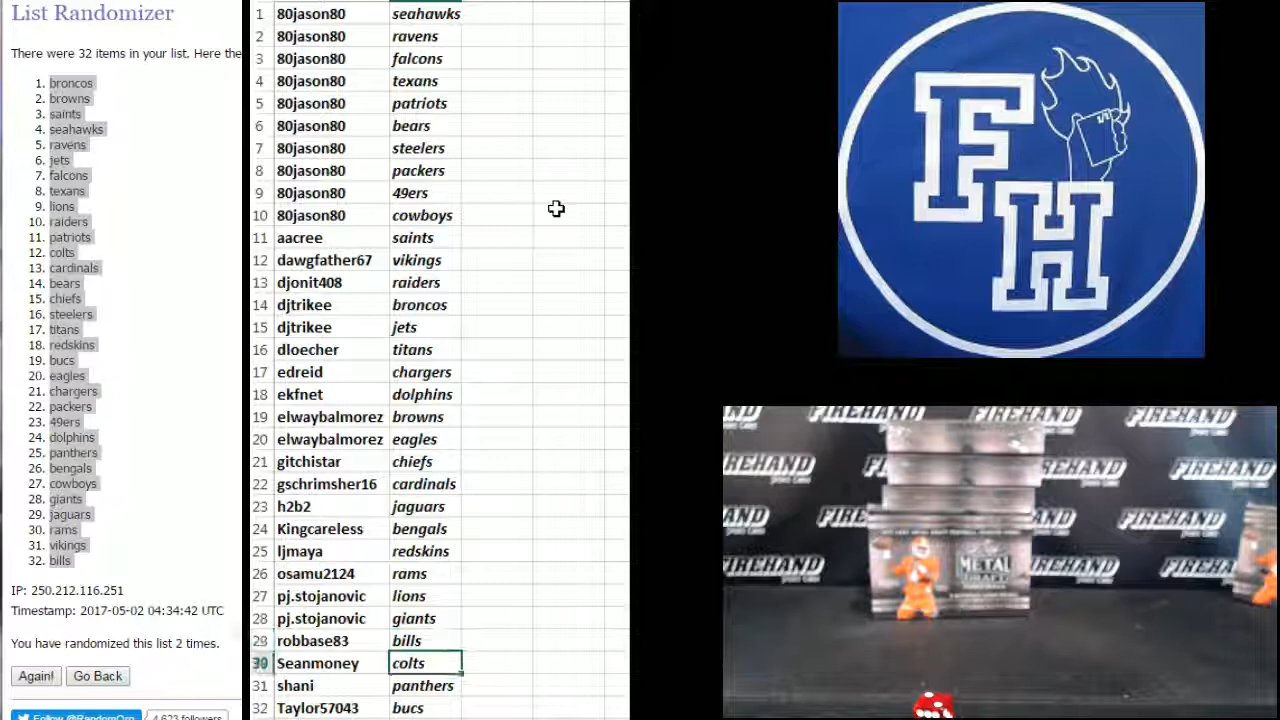 List Randomizer
There were 32 items in your list. Here the
1. broncos
2. browns
3. saints
4. seahawks
5. ravens
6. jets
7. falcons
8. texans
9. lions
10. raiders
11. patriots
12. colts
13. cardinals
14. bears
15. chiefs
16. steelers
17. titans
18. redskins
19. bucs
20. eagles
21. chargers
22. packers
23. 49ers
24. dolphins
25. panthers
26. bengals
27. cowboys
28. giants
29. jaguars
30. rams
31. vikings
32. bills
IP: 250.212.116.251
Timestamp: 2017-05-02 04:34:42 UTC
You have randomized this list 2 times.
Again! Go Back
Follow @RandomOrg 4,623 followers
1 80jason80 seahawks
2 80jason80 ravens
3 80jason80 falcons
4 80jason80 texans
5 80jason80 patriots
6 80jason80 bears
7 80jason80 steelers
8 80jason80 packers
9 80jason80 49ers
10 80jason80 cowboys
11 aacree saints
12 dawgfather67 vikings
13 djonit408 raiders
14 djtrikee broncos
15 djtrikee jets
16 dloecher titans
17 edreid chargers
18 ekfnet dolphins
19 elwaybalmorez browns
20 elwaybalmorez eagles
21 gitchistar chiefs
22 gschrimsher16 cardinals
23 h2b2 jaguars
24 Kingcareless bengals
25 ljmaya redskins
26 osamu2124 rams
27 pj.stojanovic lions
28 pj.stojanovic giants
29 robbase83 bills
30 Seanmoney colts
31 shani panthers
32 Taylor57043 bucs
F
1/1
H
FIREHAND
METAL
DRAFT